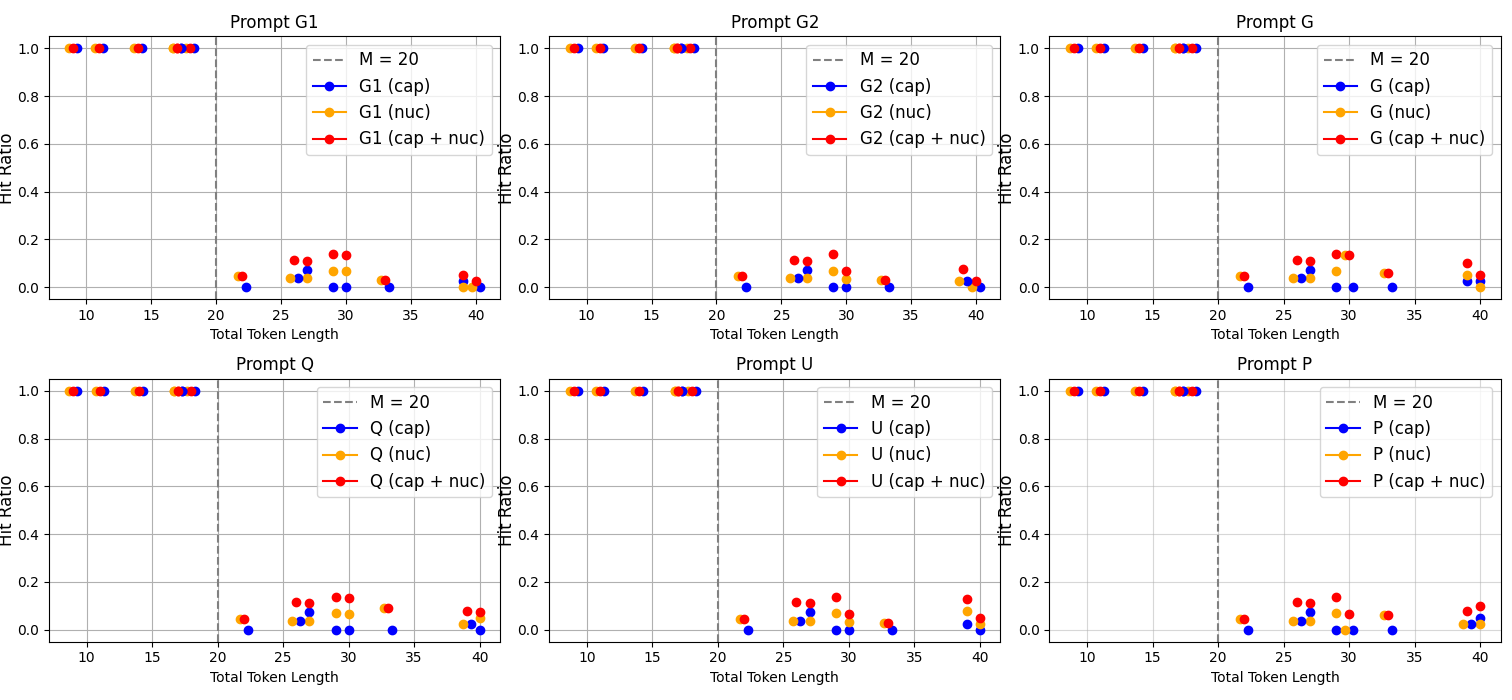 Prompt G1
Hit Ratio
1.0
0.8
0.6
0.4
0.2
0.0
M = 20
G1 (cap)
G1 (nuc)
G1 (cap + nuc)
10 15 20 25 30 35 40
Total Token Length
Prompt G2
Hit Ratio
1.0
0.8
0.6
0.4
0.2
0.0
M = 20
G2 (cap)
G2 (nuc)
G2 (cap + nuc)
10 15 20 25 30 35 40
Total Token Length
Prompt G
Hit Ratio
1.0
0.8
0.6
0.4
0.2
0.0
M = 20
G (cap)
G (nuc)
G (cap + nuc)
10 15 20 25 30 35 40
Total Token Length
Prompt Q
Hit Ratio
1.0
0.8
0.6
0.4
0.2
0.0
M = 20
Q (cap)
Q (nuc)
Q (cap + nuc)
10 15 20 25 30 35 40
Total Token Length
Prompt U
Hit Ratio
1.0
0.8
0.6
0.4
0.2
0.0
M = 20
U (cap)
U (nuc)
U (cap + nuc)
10 15 20 25 30 35 40
Total Token Length
Prompt P
Hit Ratio
1.0
0.8
0.6
0.4
0.2
0.0
M = 20
P (cap)
P (nuc)
P (cap + nuc)
10 15 20 25 30 35 40
Total Token Length